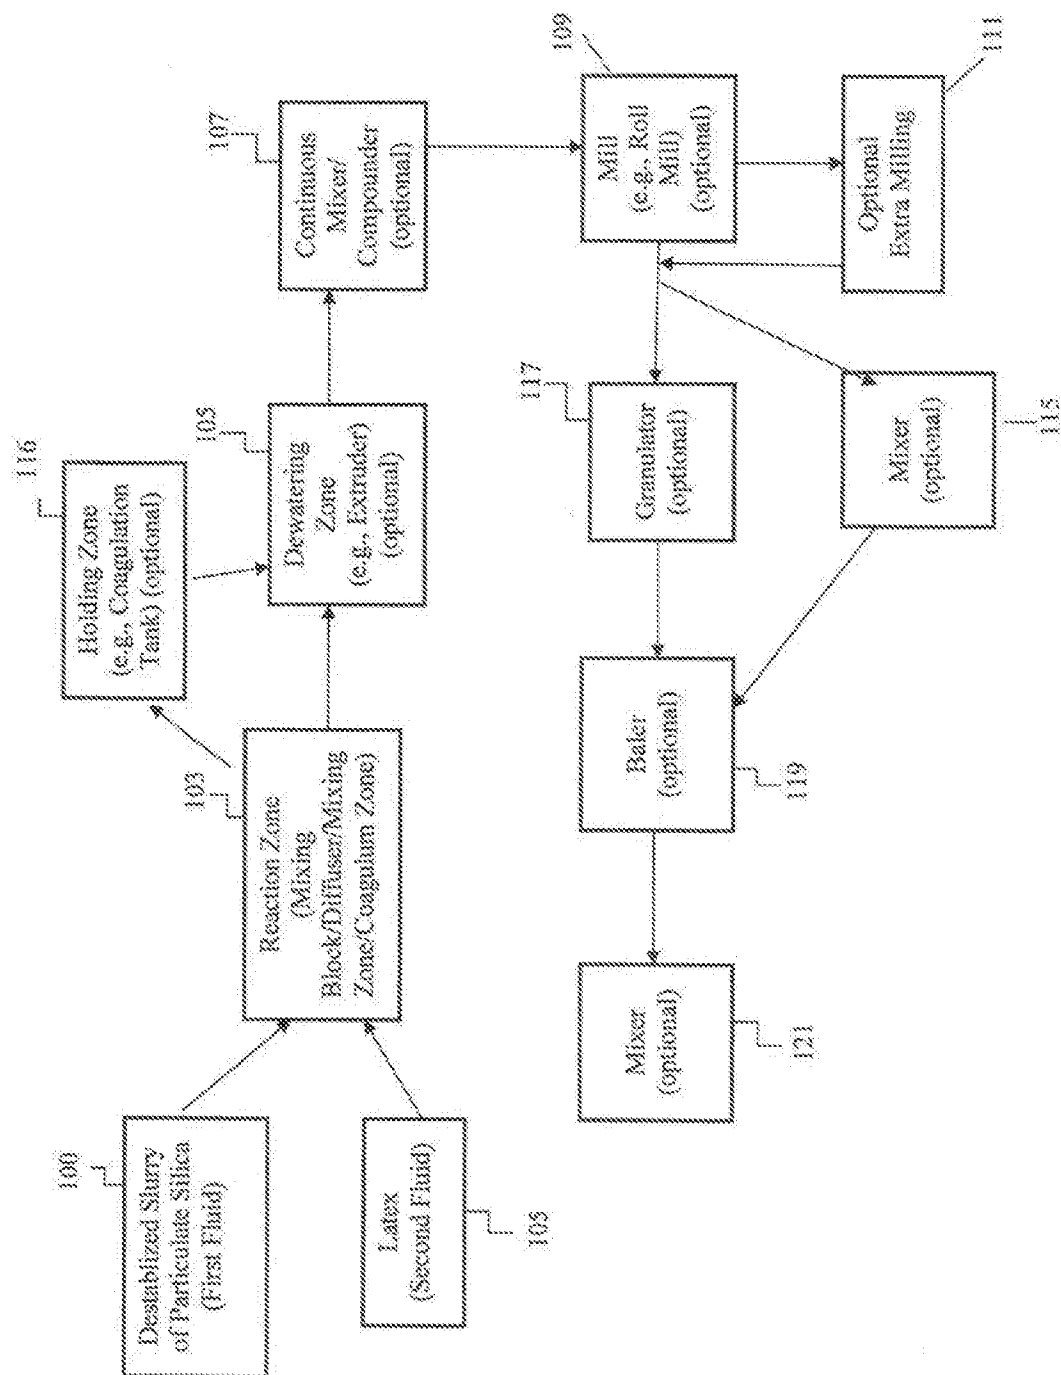 100
Destablized Slurry
of Particulate Silica
(First Fluid)
Latex
(Second Fluid)
105
103
Reaction Zone
(Mixing
Block/Diffuser/Mixing
Zone/Coagulum Zone)
116
Holding Zone
(e.g., Coagulation
Tank) (optional)
105
Dewatering
Zone
(e.g., Extruder)
(optional)
107
Continuous
Mixer/
Compounder
(optional)
109
Mill
(e.g., Roll
Mill)
(optional)
111
Optional
Extra Milling
117
Granulator
(optional)
115
Mixer
(optional)
Baler
(optional)
119
Mixer
(optional)
121